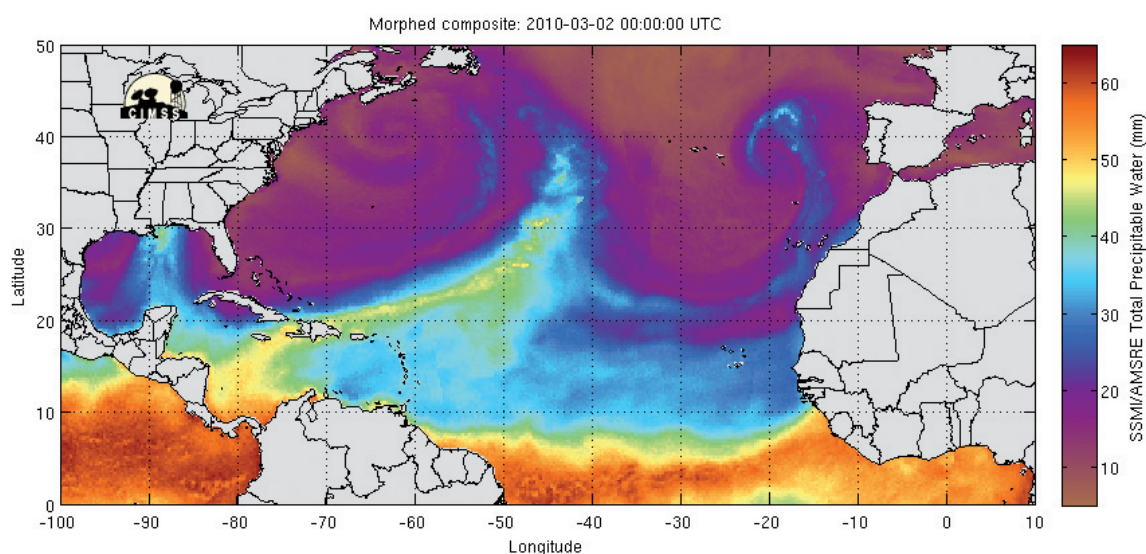 Morphed composite: 2010-03-02 00:00:00 UTC
CIMSS
50
40
30
20
10
0
Latitude
-100 -90 -80 -70 -60 -50 -40 -30 -20 -10 0 10
Longitude
60
50
40
30
20
10
SSMI/AMSRE Total Precipitable Water (mm)